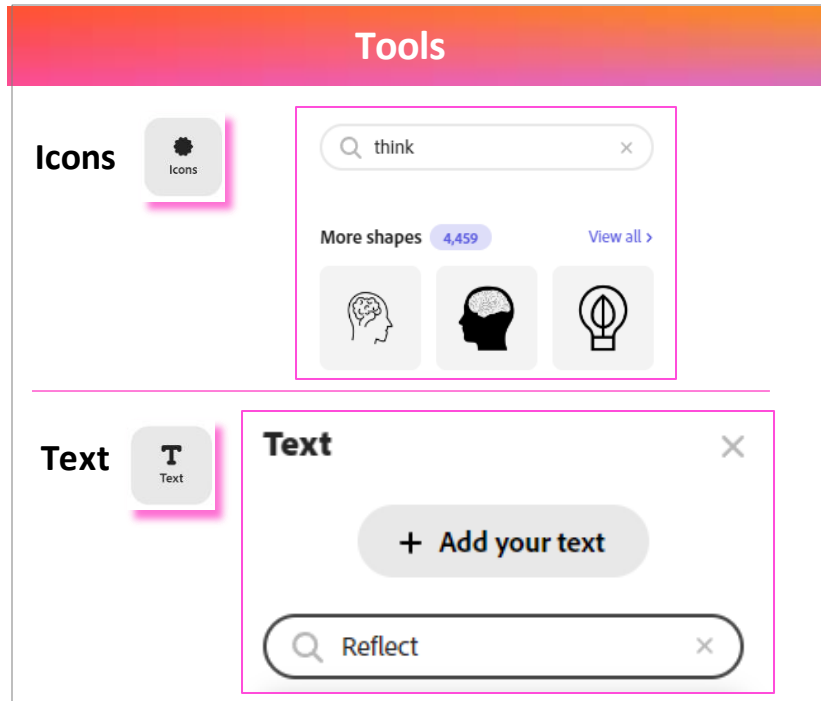 Tools
Icons
Icons
think
More shapes 4,459 View all >
Text
Text
Text
+ Add your text
Reflect